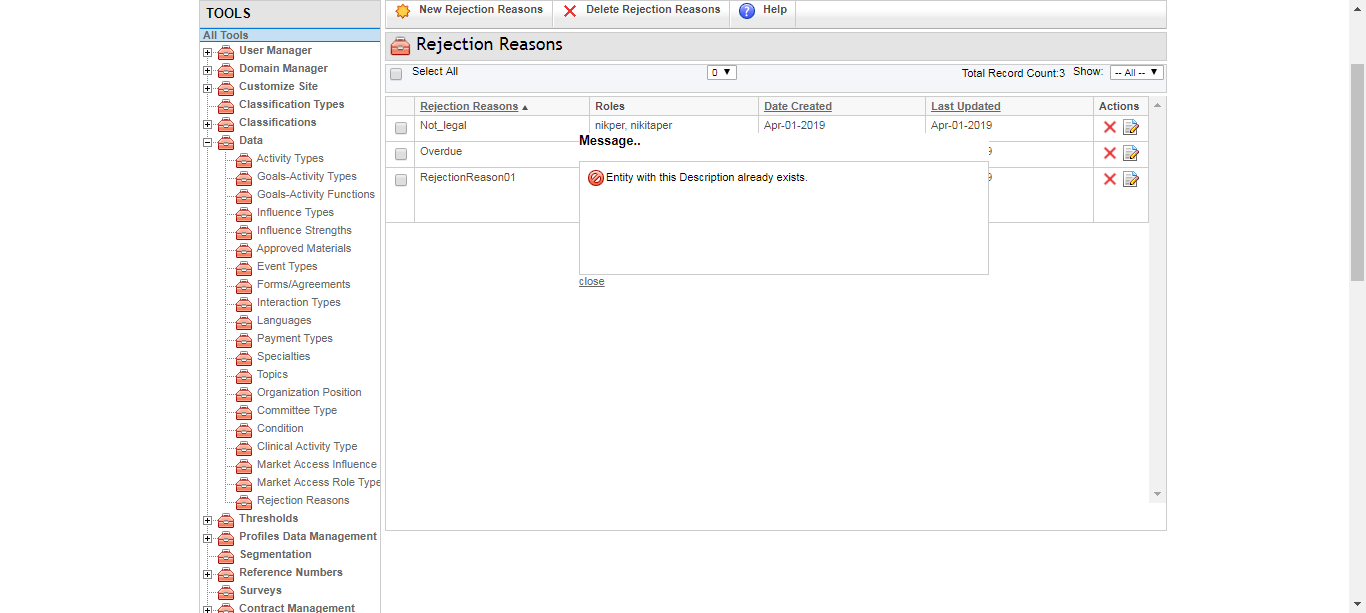 TOOLS
All Tools
User Manager
Domain Manager
Customize Site
Classification Types
Classifications
Data
Activity Types
Goals-Activity Types
Goals-Activity Functions
Influence Types
Influence Strengths
Approved Materials
Event Types
Forms/Agreements
Interaction Types
Languages
Payment Types
Specialties
Topics
Organization Position
Committee Type
Condition
Clinical Activity Type
Market Access Influence
Market Access Role Type
Rejection Reasons
Thresholds
Profiles Data Management
Segmentation
Reference Numbers
Surveys
Contract Management
New Rejection Reasons Delete Rejection Reasons Help
Rejection Reasons
Select All 0 ▼ Total Record Count:3 Show: -- All -- ▼
Rejection Reasons ▲ Roles Date Created Last Updated Actions
Not_legal nikper, nikitaper Apr-01-2019 Apr-01-2019
Overdue 9
RejectionReason01 9
Message..
Entity with this Description already exists.
close